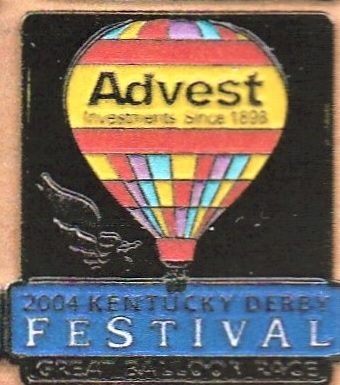 Advest
Investments Since 1898
2004 KENTUCKY DERBY
FESTIVAL
GREAT BALLOON RACE